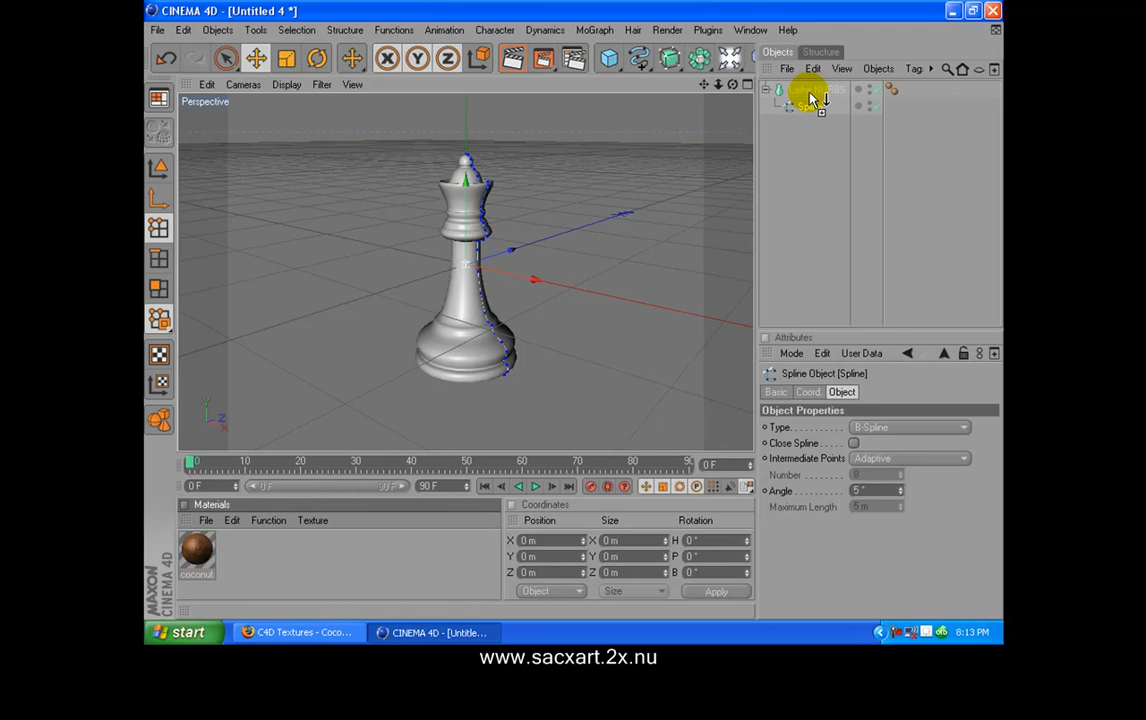 CINEMA 4D - [Untitled 4 *]
File Edit Objects Tools Selection Structure Functions Animation Character Dynamics MoGraph Hair Render Plugins Window Help
Objects Structure
File Edit View Objects Tag
Edit Cameras Display Filter View
Perspective
Attributes
Mode Edit User Data
Spline Object [Spline]
Basic Coord. Object
Object Properties
Type B-Spline
Close Spline
Intermediate Points Adaptive
Number 8
Angle 5 °
Maximum Length 5 m
0 10 20 30 40 50 60 70 80 0 F
0 F 0 F 90 F 90 F
Materials
File Edit Function Texture
coconut
Coordinates
Position Size Rotation
X 0 m X 0 m H 0 °
Y 0 m Y 0 m P 0 °
Z 0 m Z 0 m B 0 °
Object Size Apply
MAXON
CINEMA 4D
start C4D Textures - Coco... CINEMA 4D - [Untitle... 8:13 PM
www.sacxart.2x.nu